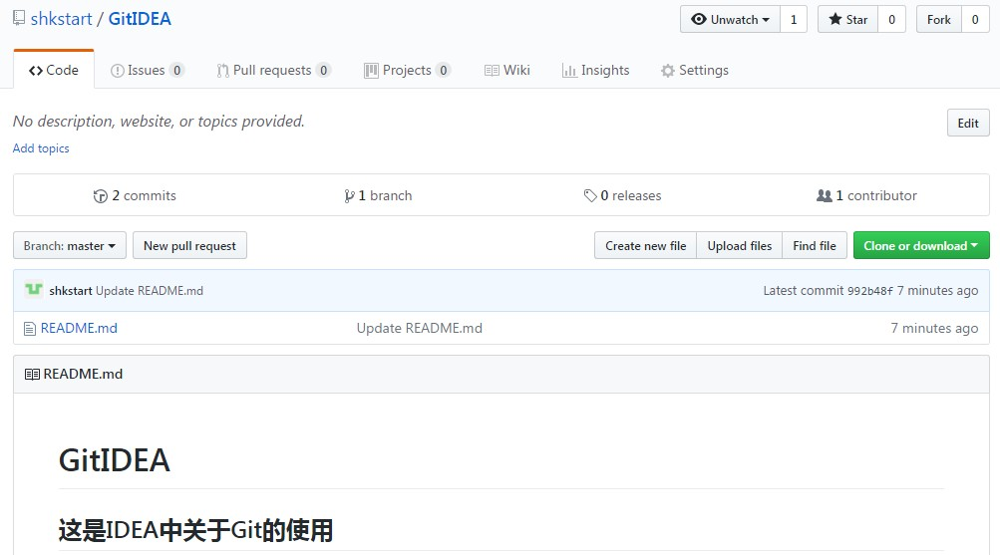 shkstart / GitIDEA
Unwatch 1 Star 0 Fork 0
Code Issues 0 Pull requests 0 Projects 0 Wiki Insights Settings
No description, website, or topics provided.
Edit
Add topics
2 commits 1 branch 0 releases 1 contributor
Branch: master New pull request Create new file Upload files Find file Clone or download
shkstart Update README.md Latest commit 992b48f 7 minutes ago
README.md Update README.md 7 minutes ago
README.md
GitIDEA
这是IDEA中关于Git的使用